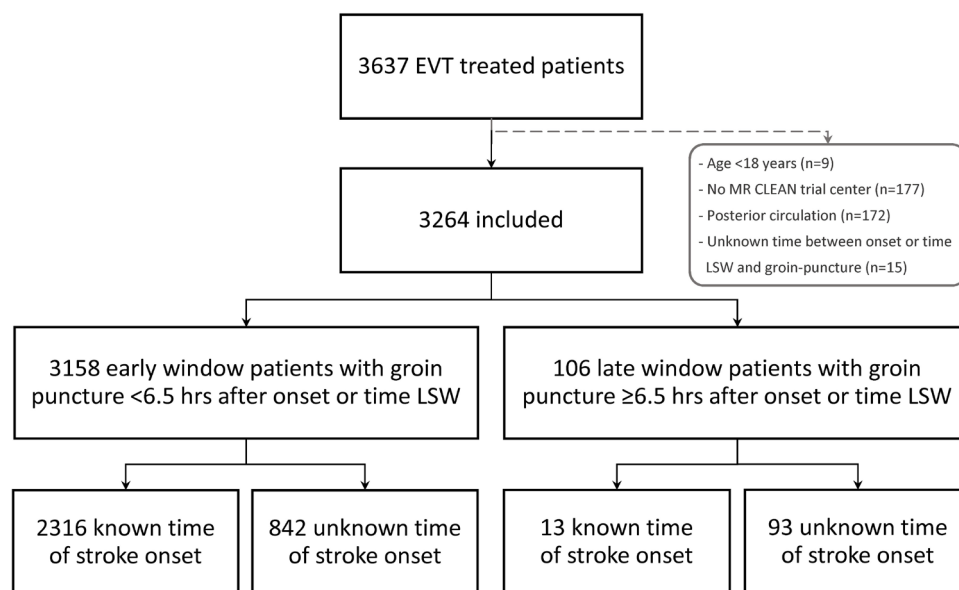 3637 EVT treated patients
- Age <18 years (n=9)
- No MR CLEAN trial center (n=177)
- Posterior circulation (n=172)
- Unknown time between onset or time
LSW and groin-puncture (n=15)
3264 included
3158 early window patients with groin
puncture <6.5 hrs after onset or time LSW
106 late window patients with groin
puncture ≥6.5 hrs after onset or time LSW
2316 known time
of stroke onset
842 unknown time
of stroke onset
13 known time
of stroke onset
93 unknown time
of stroke onset